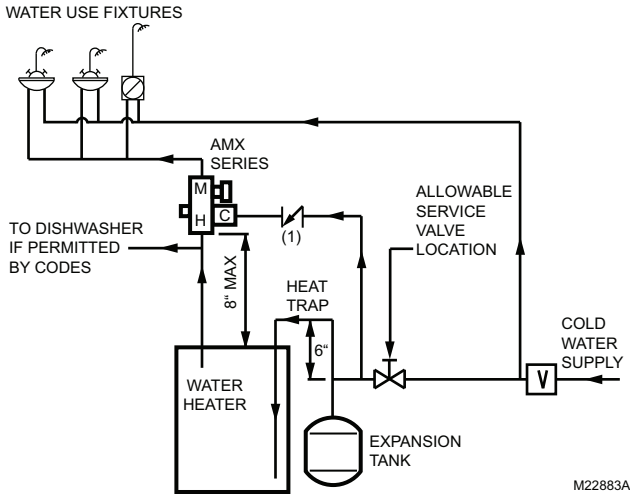 WATER USE FIXTURES
AMX
SERIES
M
H
C
(1)
ALLOWABLE
SERVICE
VALVE
LOCATION
TO DISHWASHER
IF PERMITTED
BY CODES
8" MAX
HEAT
TRAP
6"
COLD
WATER
SUPPLY
V
WATER
HEATER
EXPANSION
TANK
M22883A